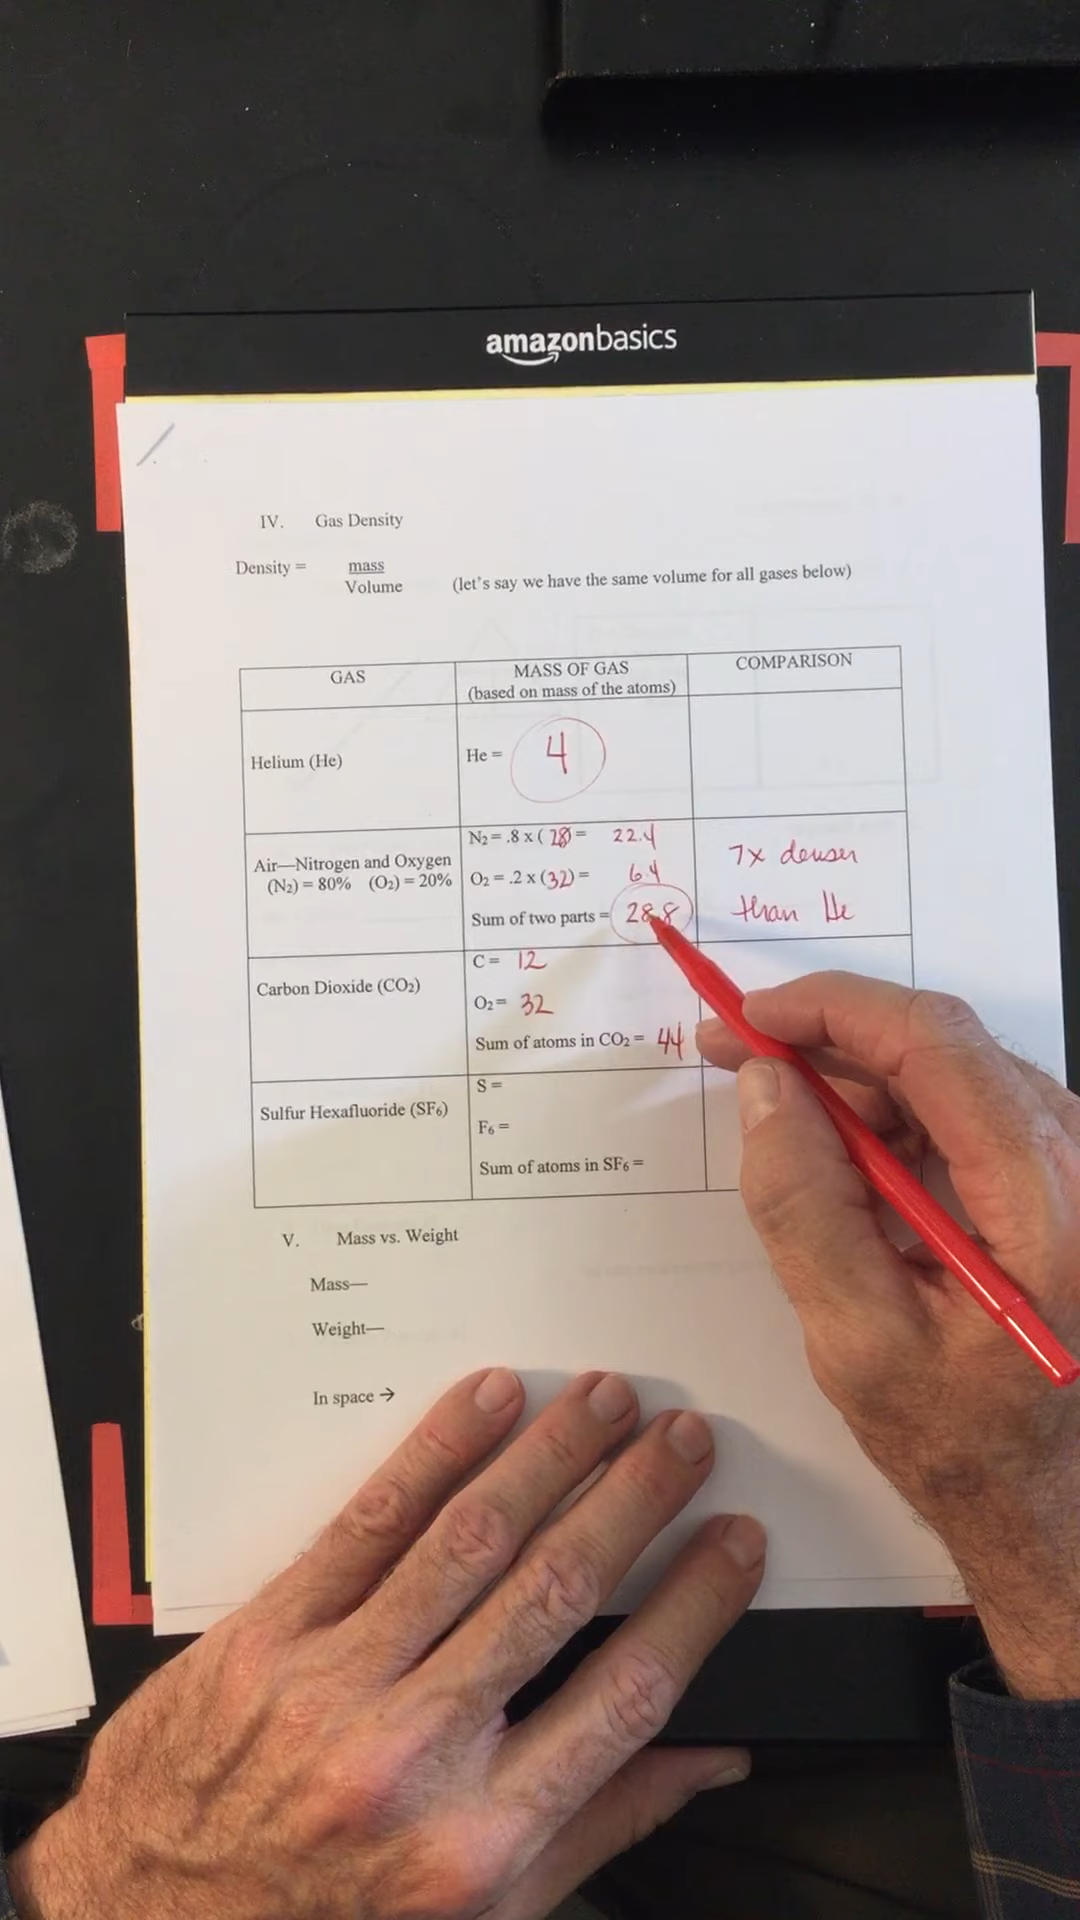 amazonbasics
IV. Gas Density
Density = mass
Volume (let's say we have the same volume for all gases below)
GAS MASS OF GAS COMPARISON
(based on mass of the atoms)
Helium (He) He = 4
Air—Nitrogen and Oxygen
(N₂) = 80% (O₂) = 20%
N₂ = .8 x ( 28 ) = 22.4
O₂ = .2 x (32) = 6.4
Sum of two parts = 28.8
7x denser
than He
Carbon Dioxide (CO₂)
C = 12
O₂ = 32
Sum of atoms in CO₂ = 44
Sulfur Hexafluoride (SF₆)
S =
F₆ =
Sum of atoms in SF₆ =
V. Mass vs. Weight
Mass—
Weight—
In space →